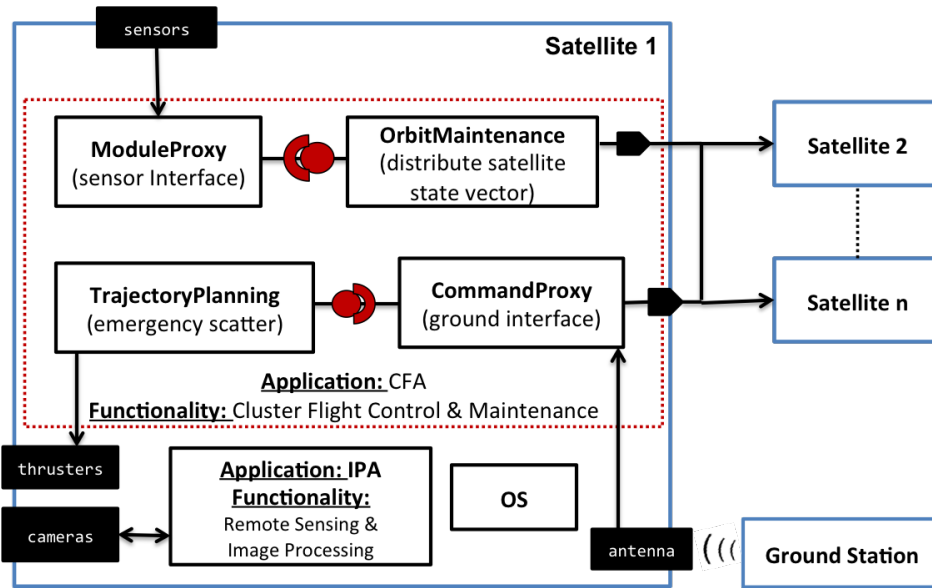 sensors
Satellite 1
ModuleProxy
(sensor Interface)
OrbitMaintenance
(distribute satellite
state vector)
Satellite 2
TrajectoryPlanning
(emergency scatter)
CommandProxy
(ground interface)
Satellite n
Application: CFA
Functionality: Cluster Flight Control & Maintenance
thrusters
cameras
Application: IPA
Functionality:
Remote Sensing &
Image Processing
OS
antenna
Ground Station